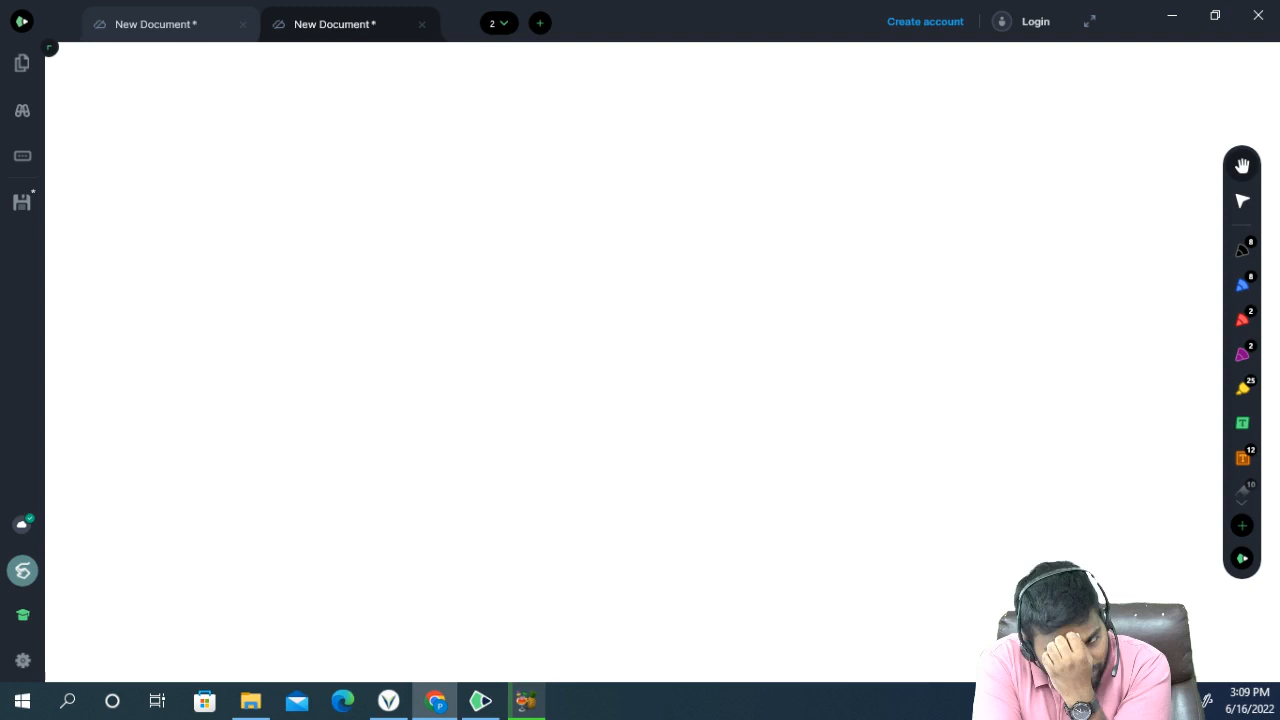 New Document *
New Document *
2
Create account
Login
8
8
2
2
25
T
T
12
10
3:09 PM
6/16/2022